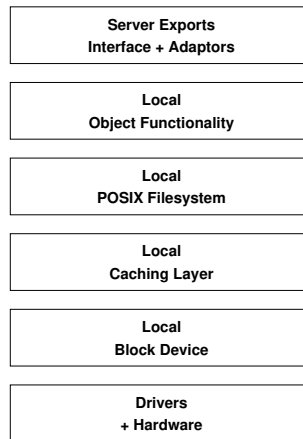 Server Exports
Interface + Adaptors
Local
Object Functionality
Local
POSIX Filesystem
Local
Caching Layer
Local
Block Device
Drivers
+ Hardware